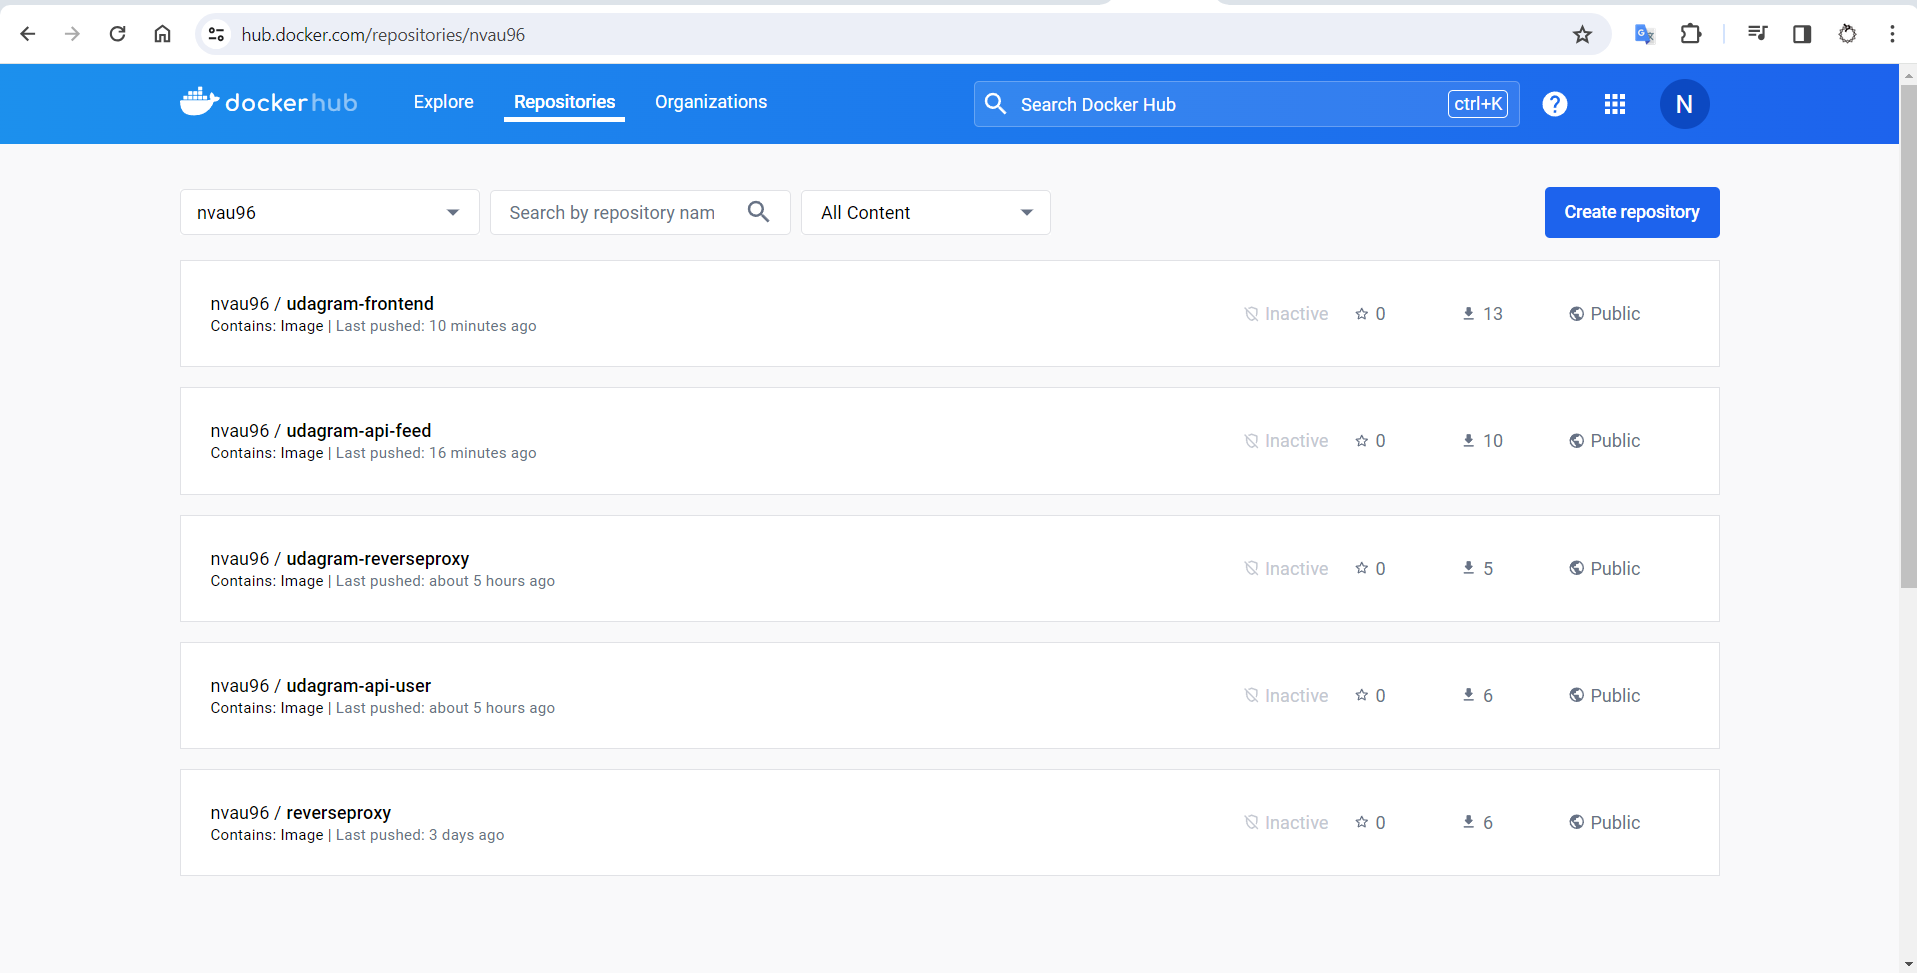 hub.docker.com/repositories/nvau96
dockerhub
Explore
Repositories
Organizations
Search Docker Hub
ctrl+K
?
N
nvau96
Search by repository nam
All Content
Create repository
nvau96 / udagram-frontend
Contains: Image | Last pushed: 10 minutes ago
Inactive
0
13
Public
nvau96 / udagram-api-feed
Contains: Image | Last pushed: 16 minutes ago
Inactive
0
10
Public
nvau96 / udagram-reverseproxy
Contains: Image | Last pushed: about 5 hours ago
Inactive
0
5
Public
nvau96 / udagram-api-user
Contains: Image | Last pushed: about 5 hours ago
Inactive
0
6
Public
nvau96 / reverseproxy
Contains: Image | Last pushed: 3 days ago
Inactive
0
6
Public